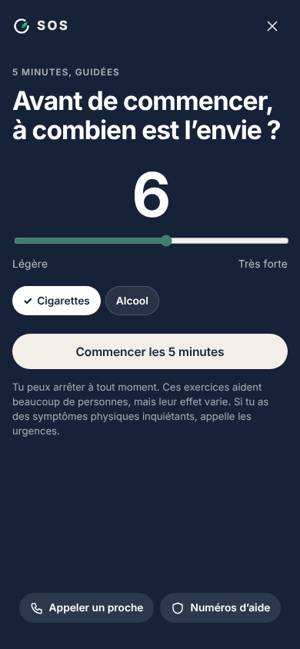 SOS
5 MINUTES, GUIDÉES
Avant de commencer,
à combien est l’envie ?
6
Légère
Très forte
Cigarettes
Alcool
Commencer les 5 minutes
Tu peux arrêter à tout moment. Ces exercices aident
beaucoup de personnes, mais leur effet varie. Si tu as
des symptômes physiques inquiétants, appelle les
urgences.
Appeler un proche
Numéros d’aide